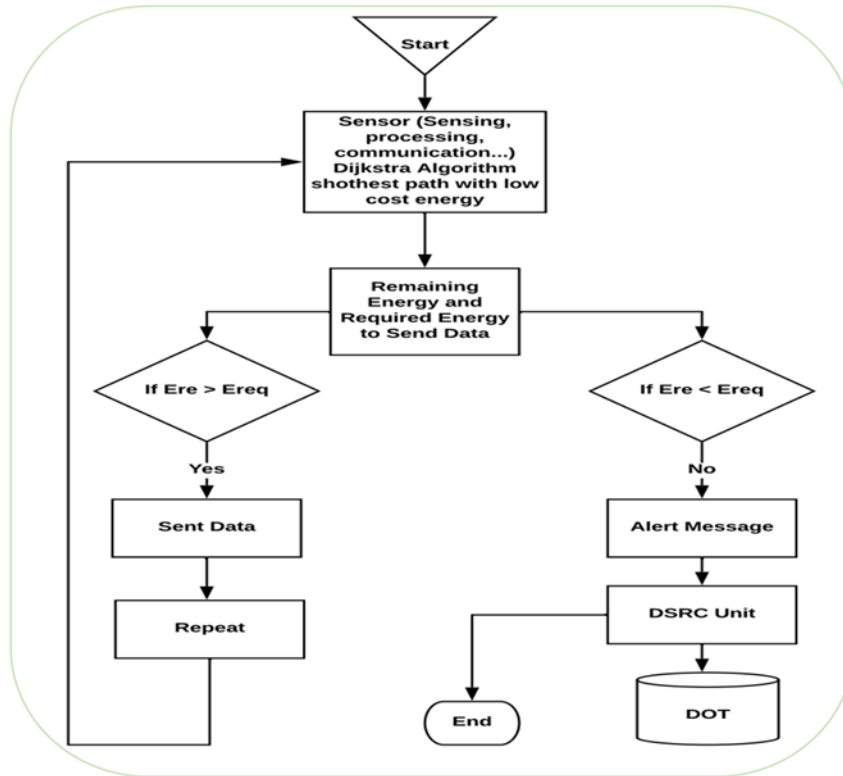 Start
Sensor (Sensing,
processing,
communication...)
Dijkstra Algorithm
shothest path with low
cost energy
Remaining
Energy and
Required Energy
to Send Data
If Ere > Ereq
If Ere < Ereq
Yes
No
Sent Data
Alert Message
Repeat
DSRC Unit
End
DOT